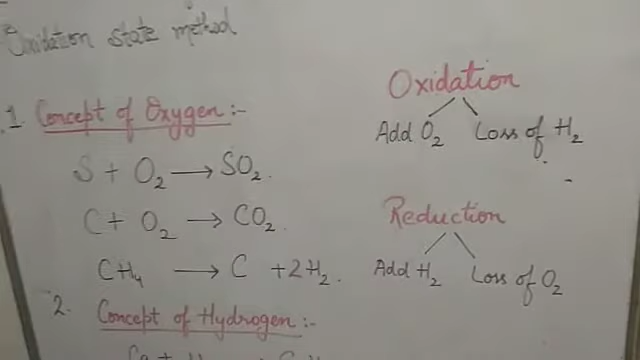 Oxidation state method
1. Concept of Oxygen :-
S + O₂ → SO₂.
C + O₂ → CO₂.
CH₄ → C + 2H₂.
2. Concept of Hydrogen :-
Oxidation
Add O₂ Loss of H₂
Reduction
Add H₂ Loss of O₂